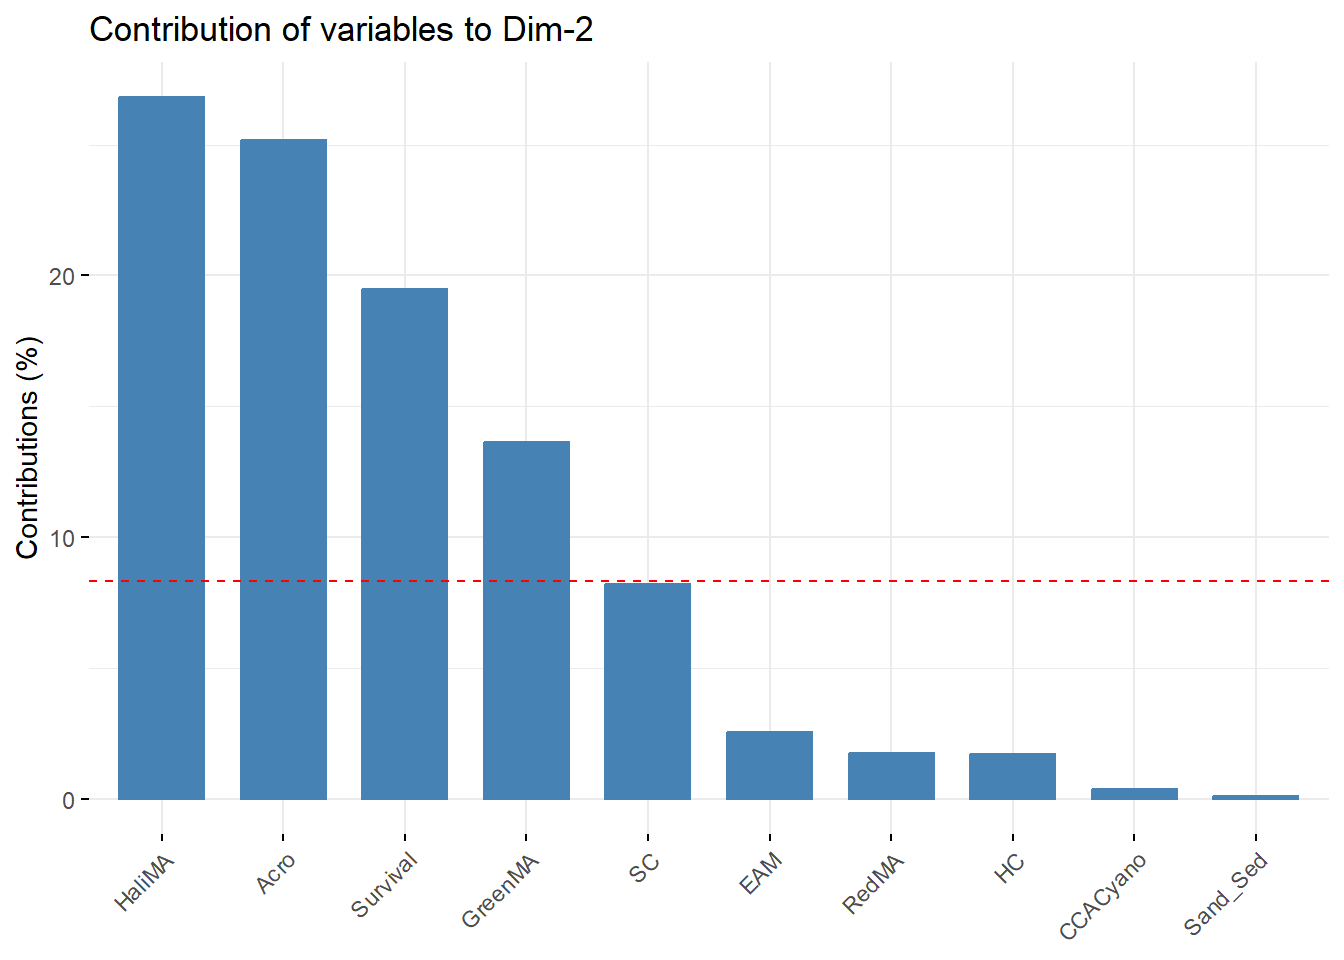 Contribution of variables to Dim-2
Contributions (%)
20
10
0
HaliMA
Acro
Survival
GreenMA
SC
EAM
RedMA
HC
CCACyano
Sand_Sed